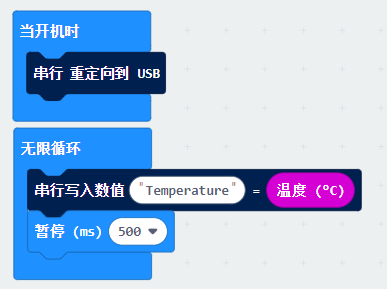 当开机时
串行 重定向到 USB
无限循环
串行写入数值 "Temperature" = 温度 (°C)
暂停 (ms) 500